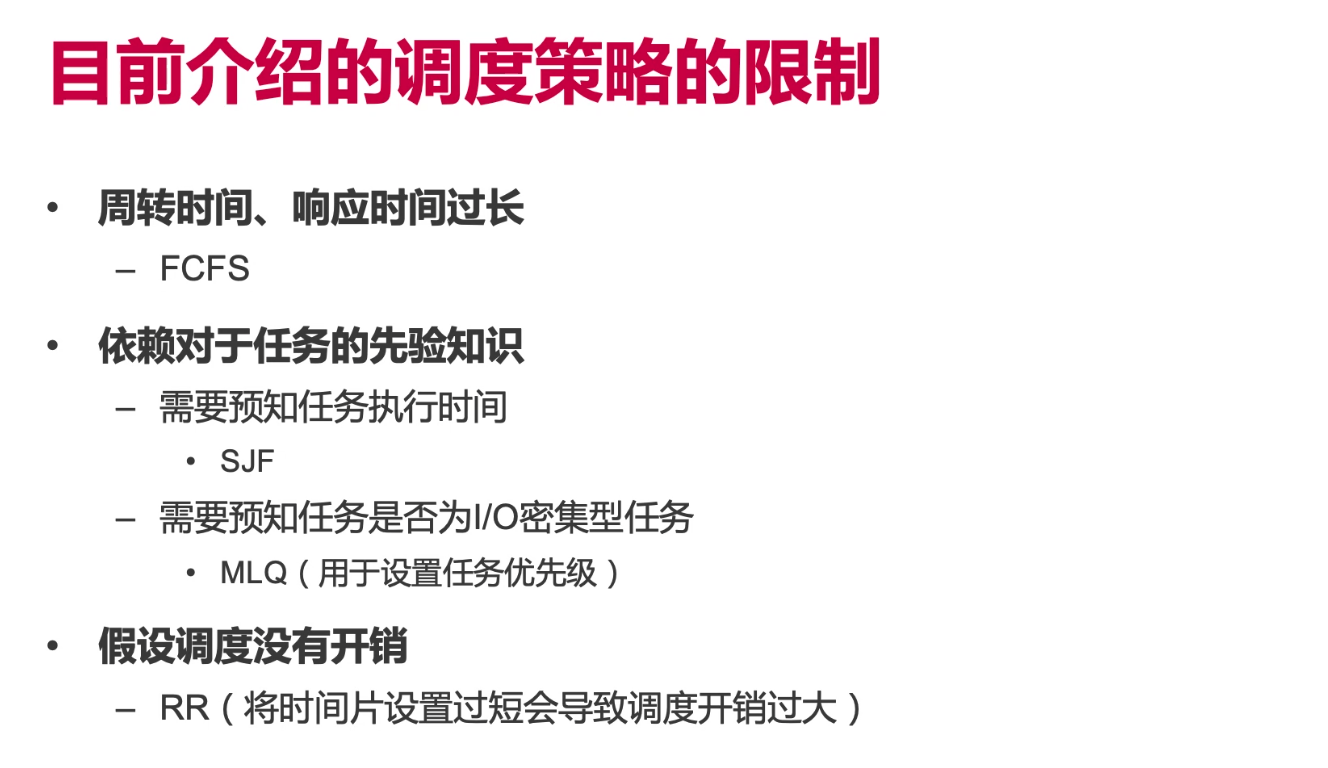 目前介绍的调度策略的限制
• 周转时间、响应时间过长
– FCFS
• 依赖对于任务的先验知识
– 需要预知任务执行时间
• SJF
– 需要预知任务是否为I/O密集型任务
• MLQ（用于设置任务优先级）
• 假设调度没有开销
– RR（将时间片设置过短会导致调度开销过大）